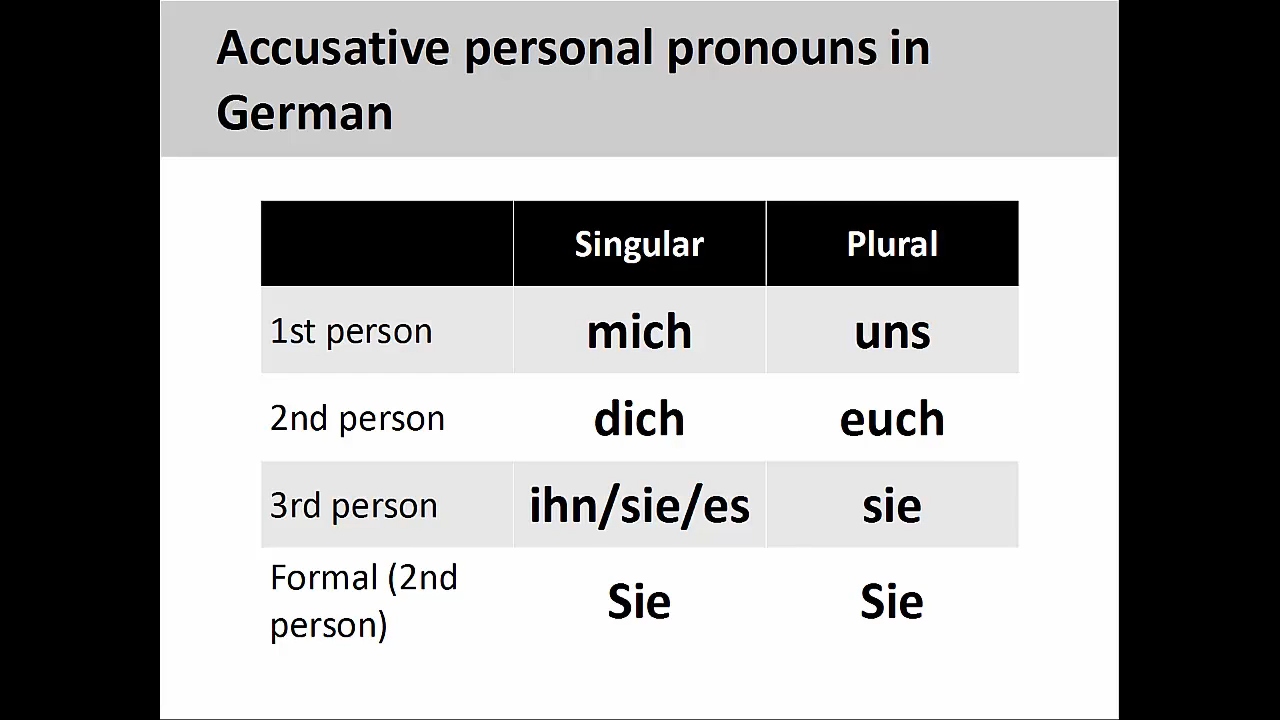 Accusative personal pronouns in
German
Singular Plural
1st person mich uns
2nd person dich euch
3rd person ihn/sie/es sie
Formal (2nd
person) Sie Sie